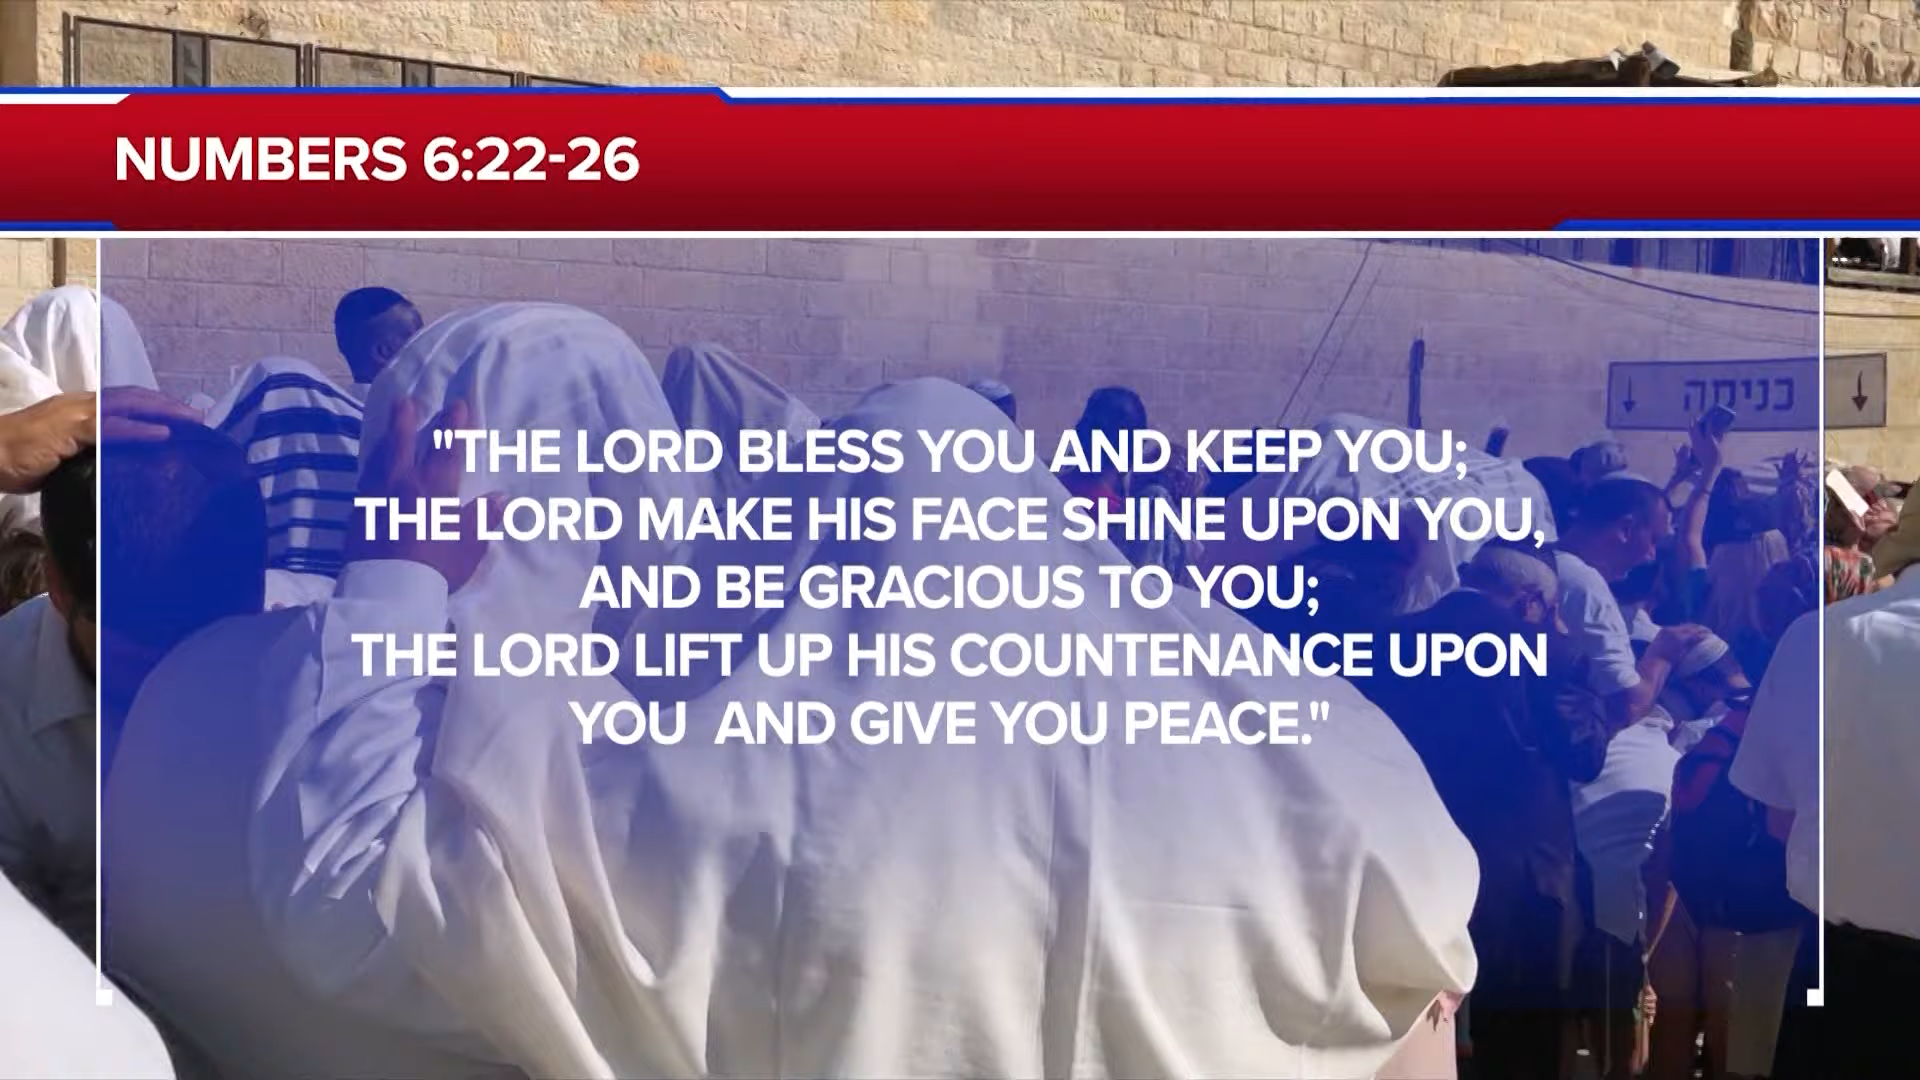 NUMBERS 6:22-26
"THE LORD BLESS YOU AND KEEP YOU;
THE LORD MAKE HIS FACE SHINE UPON YOU,
AND BE GRACIOUS TO YOU;
THE LORD LIFT UP HIS COUNTENANCE UPON
YOU  AND GIVE YOU PEACE."
כניסה